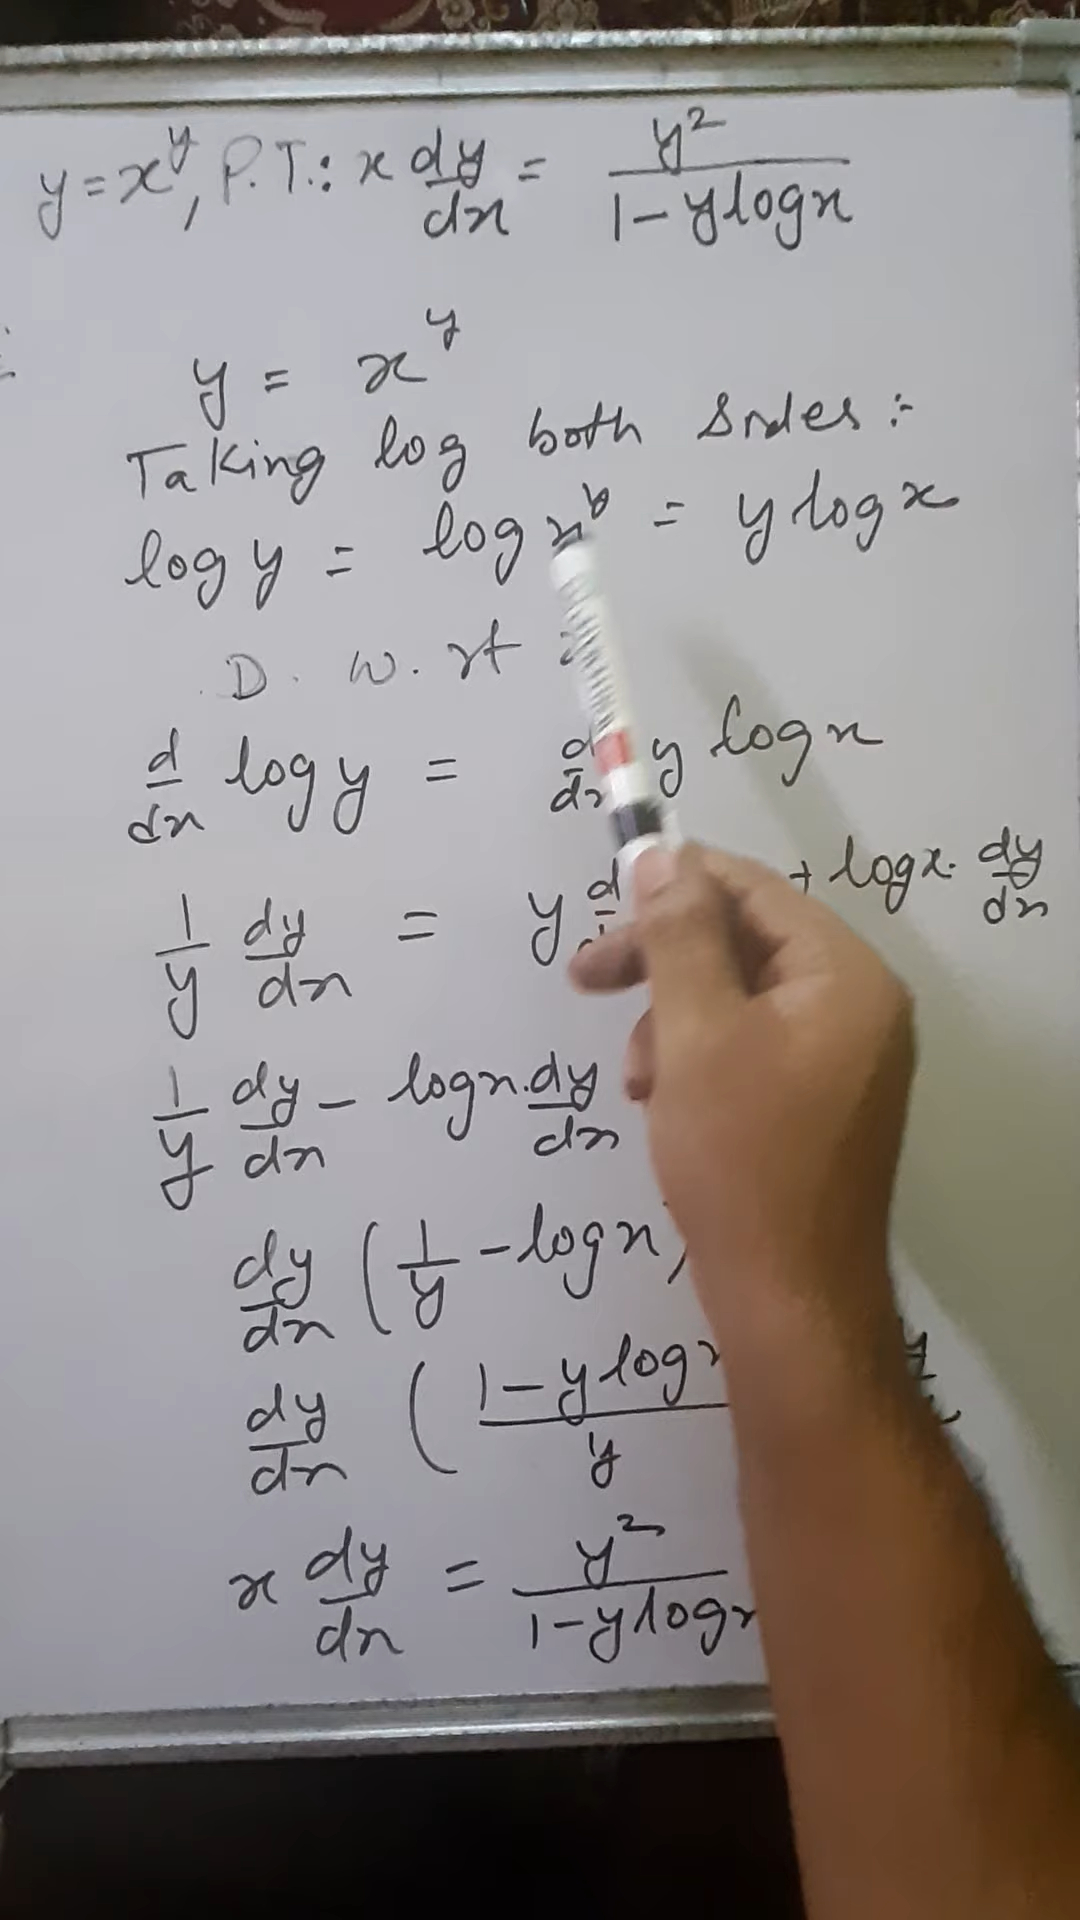 y = x^y, P.T.: x dy/dx = y²/(1 - y log x)
y = x^y
Taking log both sides :-
log y = log x^y = y log x
D. w. rt
d/dx log y = d/dx y log x
1/y dy/dx = y d + log x. dy/dx
1/y dy/dx - log x. dy/dx
dy/dx (1/y - log x)
dy/dx ( (1 - y log x)/y
x dy/dx = y²/(1 - y log x)